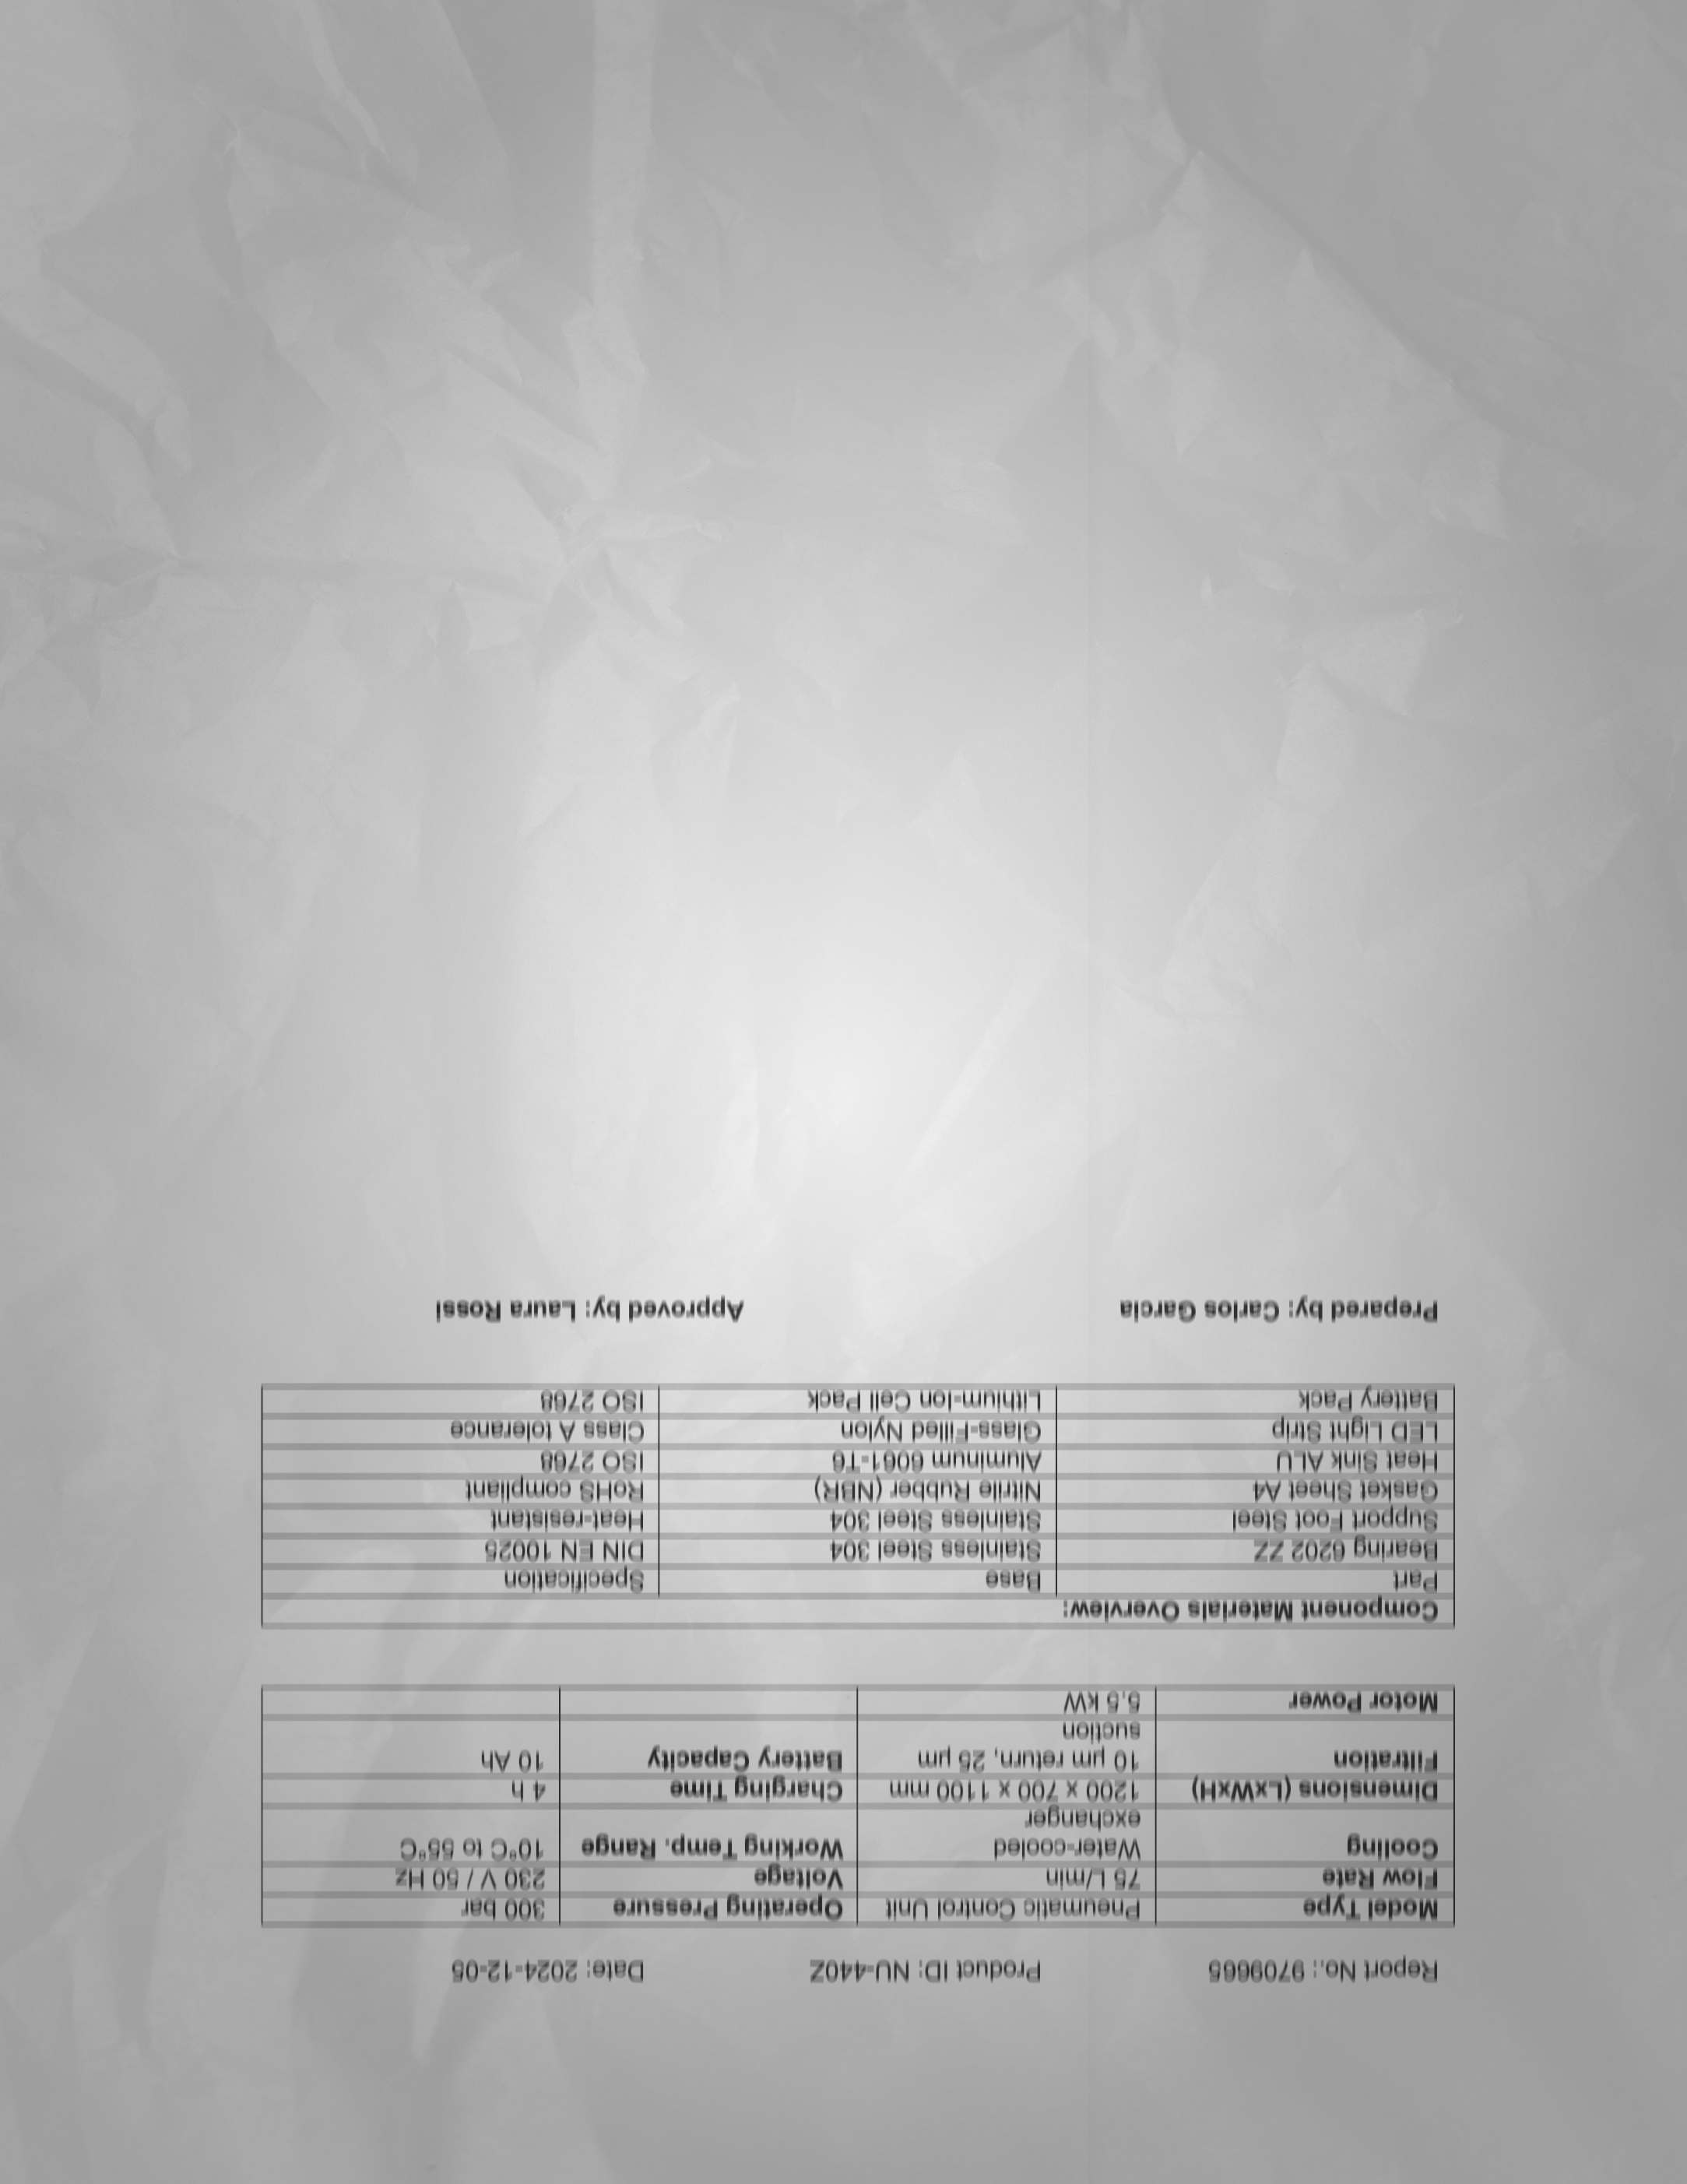 Report No.: 9709665 Product ID: NU-440Z Date: 2024-12-05
Model Type Pneumatic Control Unit Operating Pressure 300 bar
Flow Rate 75 L/min Voltage 230 V / 50 Hz
Cooling Water-cooled Working Temp. Range 10°C to 55°C
exchanger
Dimensions (LxWxH) 1200 x 700 x 1100 mm Charging Time 4 h
Filtration 10 µm return, 25 µm Battery Capacity 10 Ah
suction
Motor Power 5.5 kW
Component Materials Overview:
Part Base Specification
Bearing 6202 ZZ Stainless Steel 304 DIN EN 10025
Support Foot Steel Stainless Steel 304 Heat-resistant
Gasket Sheet A4 Nitrile Rubber (NBR) RoHS compliant
Heat Sink ALU Aluminum 6061-T6 ISO 2768
LED Light Strip Glass-Filled Nylon Class A tolerance
Battery Pack Lithium-Ion Cell Pack ISO 2768
Prepared by: Carlos Garcia Approved by: Laura Rossi